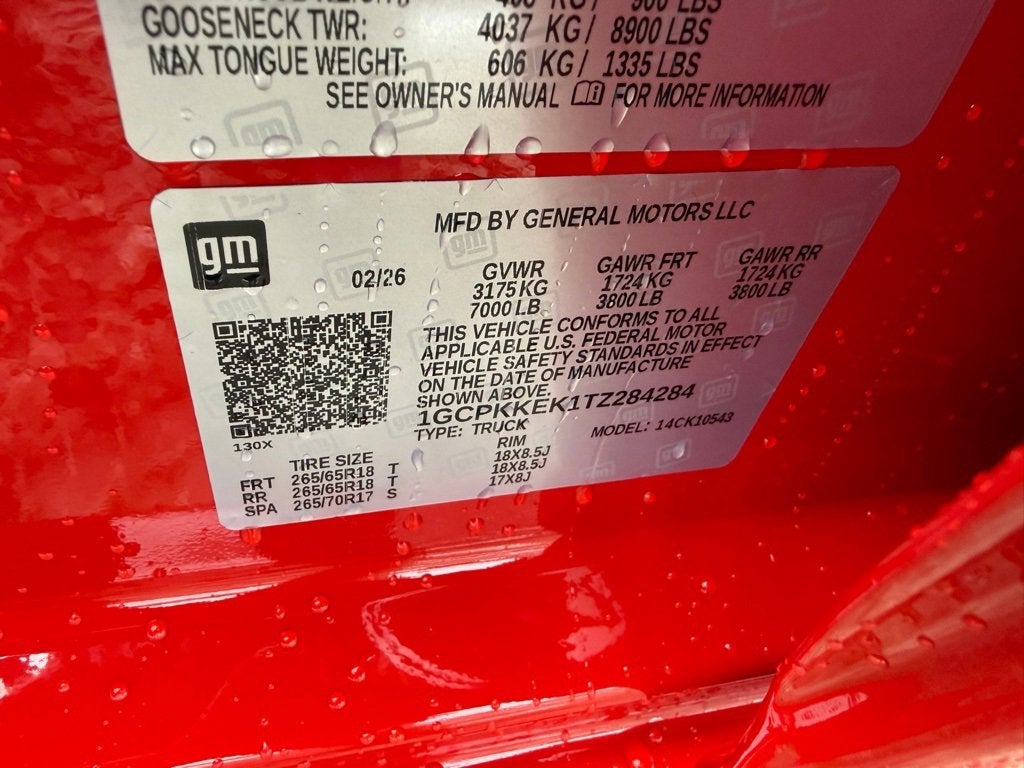 900 LBS
GOOSENECK TWR: 4037 KG/ 8900 LBS
MAX TONGUE WEIGHT: 606 KG/ 1335 LBS
SEE OWNER'S MANUAL FOR MORE INFORMATION
gm
MFD BY GENERAL MOTORS LLC
02/26
GVWR GAWR FRT GAWR RR
3175 KG 1724 KG 1724 KG
7000 LB 3800 LB 3800 LB
THIS VEHICLE CONFORMS TO ALL
APPLICABLE U.S. FEDERAL MOTOR
VEHICLE SAFETY STANDARDS IN EFFECT
ON THE DATE OF MANUFACTURE
SHOWN ABOVE.
1GCPKKEK1TZ284284
TYPE: TRUCK MODEL: 14CK10543
130X
TIRE SIZE RIM
FRT 265/65R18 T 18X8.5J
RR 265/65R18 T 18X8.5J
SPA 265/70R17 S 17X8J